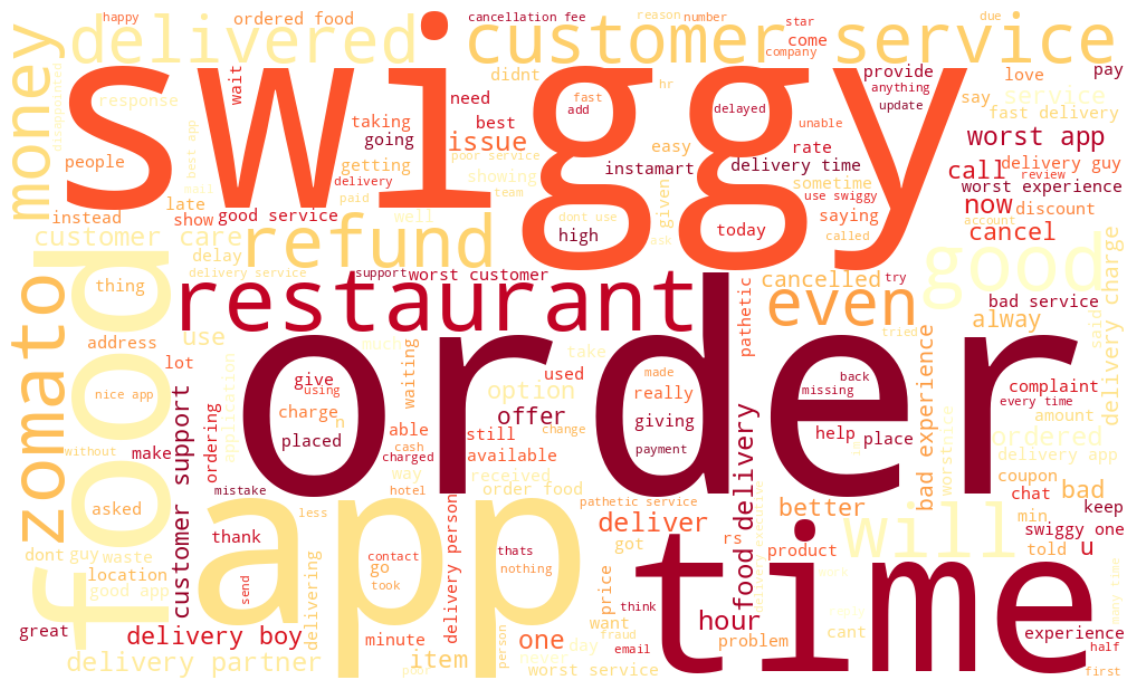 happy
ordered food
cancellation fee
reason
number
star
due
delivered
customer service
come
company
money
swiggy
disappointed
response
wait
didnt
hr
provide
love
pay
anything
say
service
best app
need
fast
add
delayed
update
fast delivery
taking
going
best
unable
people
issue
easy
rate
worst app
getting
poor service
delivery time
call
delivery guy
mall
delivery
showing
instamart
sometime
review
worst experience
team
use swiggy
late
paid
given
instead
show
good service
well
dont use
saying
now
discount
account
high
today
called
cancel
customer care
refund
ask
good
delay
delivery service
support
worst customer
cancelled
try
thing
restaurant
even
bad service
delivery charge
zomato
food
address
use
pathetic
alway
said
tried
much
take
lot
order
waiting
made
back
give
using
option
used
really
missing
complaint
nice app
every time
charge
n
offer
giving
bad experience
amount
customer support
ordering
application
able
still
change
help
place
worst
nice
ordered
placed
cash
available
payment
without
make
charged
delivery app
way
received
food delivery
coupon
mistake
hotel
order food
bad
chat
asked
app
less
pathetic service
better
will
keep
min
deliver
swiggy one
thank
rs
dont
guy
got
told
u
waste
contact
thats
product
delivery executive
location
go
nothing
delivery person
good app
send
took
price
time
delivering
think
work
many time
great
hour
want
delivery boy
minute
one
problem
cant
experience
fraud
email
half
day
delivery partner
item
person
never
poor
worst service
first